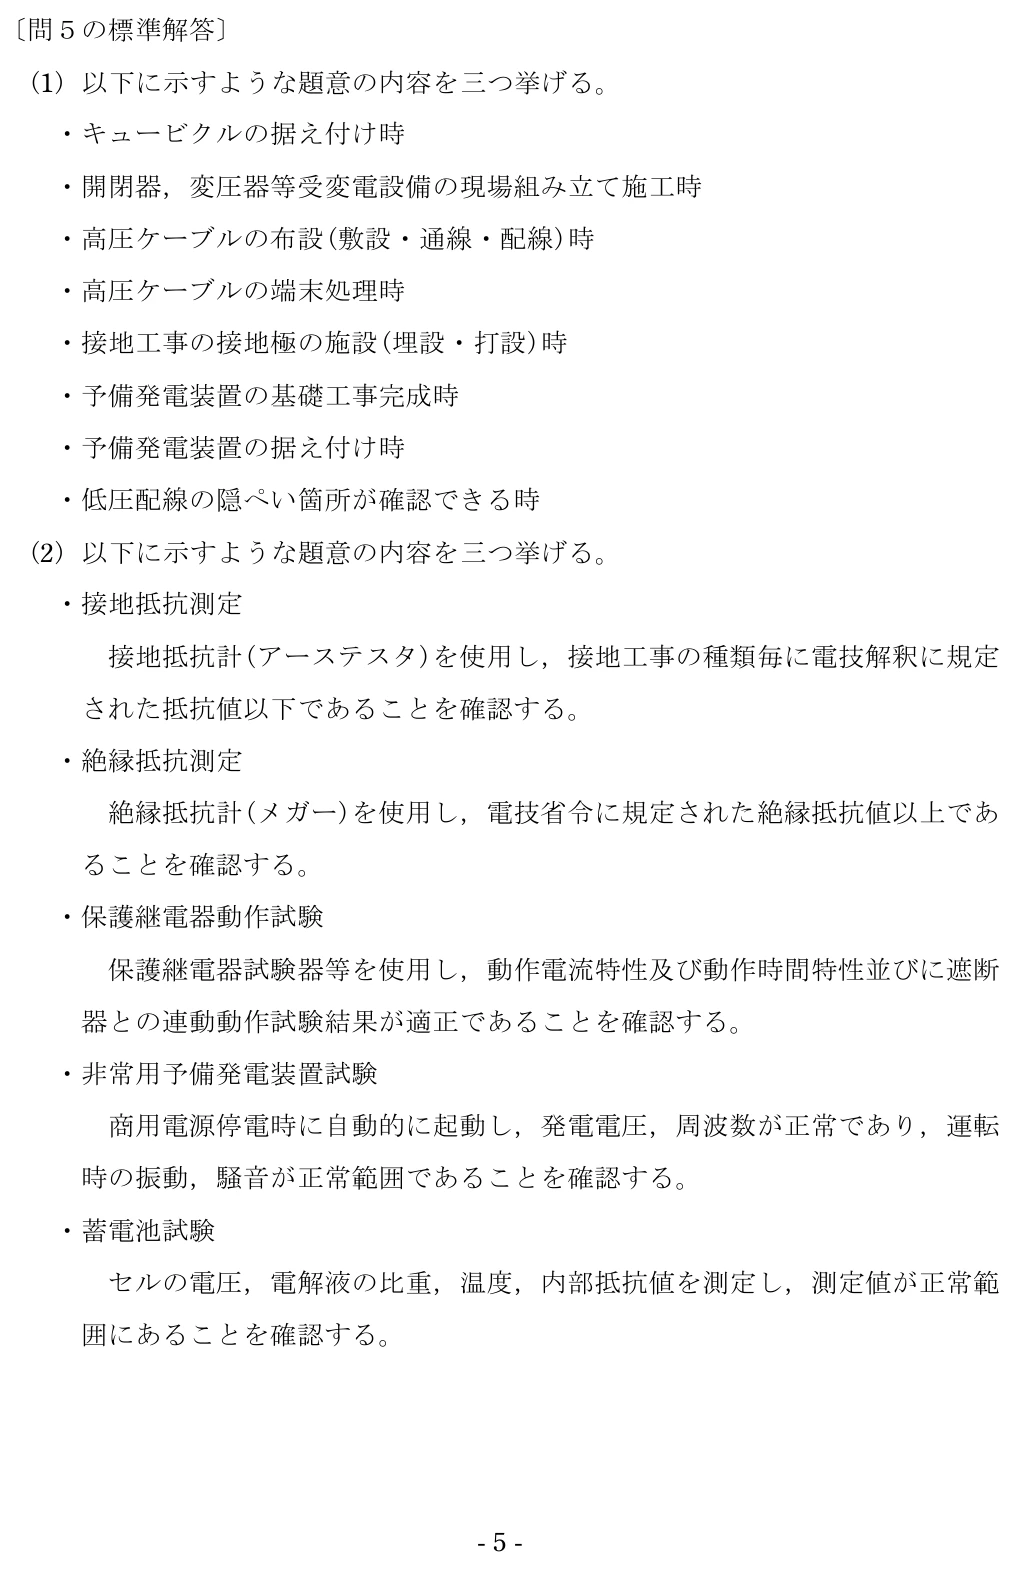 〔問５の標準解答〕
(1) 以下に示すような題意の内容を三つ挙げる。
・キュービクルの据え付け時
・開閉器，変圧器等受変電設備の現場組み立て施工時
・高圧ケーブルの布設(敷設・通線・配線)時
・高圧ケーブルの端末処理時
・接地工事の接地極の施設(埋設・打設)時
・予備発電装置の基礎工事完成時
・予備発電装置の据え付け時
・低圧配線の隠ぺい箇所が確認できる時
(2) 以下に示すような題意の内容を三つ挙げる。
・接地抵抗測定
接地抵抗計(アーステスタ)を使用し，接地工事の種類毎に電技解釈に規定
された抵抗値以下であることを確認する。
・絶縁抵抗測定
絶縁抵抗計(メガー)を使用し，電技省令に規定された絶縁抵抗値以上であ
ることを確認する。
・保護継電器動作試験
保護継電器試験器等を使用し，動作電流特性及び動作時間特性並びに遮断
器との連動動作試験結果が適正であることを確認する。
・非常用予備発電装置試験
商用電源停電時に自動的に起動し，発電電圧，周波数が正常であり，運転
時の振動，騒音が正常範囲であることを確認する。
・蓄電池試験
セルの電圧，電解液の比重，温度，内部抵抗値を測定し，測定値が正常範
囲にあることを確認する。
- 5 -